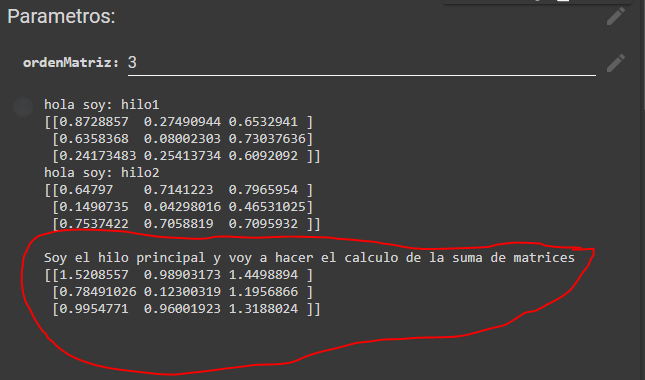 Parametros:
ordenMatriz: 3
hola soy: hilo1
[[0.8728857  0.27490944 0.6532941 ]
 [0.6358368  0.08002303 0.73037636]
 [0.24173483 0.25413734 0.6092092 ]]
hola soy: hilo2
[[0.64797    0.7141223  0.7965954 ]
 [0.1490735  0.04298016 0.46531025]
 [0.7537422  0.7058819  0.7095932 ]]
Soy el hilo principal y voy a hacer el calculo de la suma de matrices
[[1.5208557  0.98903173 1.4498894 ]
 [0.78491026 0.12300319 1.1956866 ]
 [0.9954771  0.96001923 1.3188024 ]]